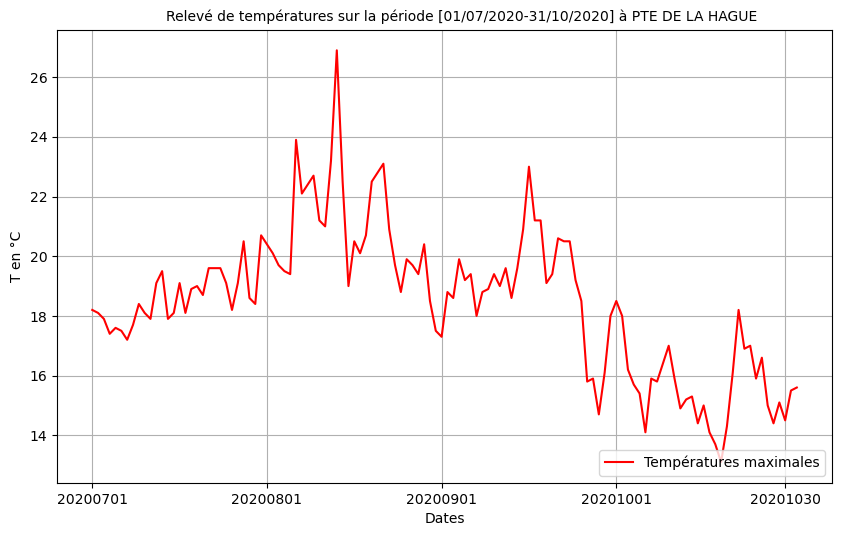 Relevé de températures sur la période [01/07/2020-31/10/2020] à PTE DE LA HAGUE
T en °C
26
24
22
20
18
16
14
Températures maximales
20200701 20200801 20200901 20201001 20201030
Dates